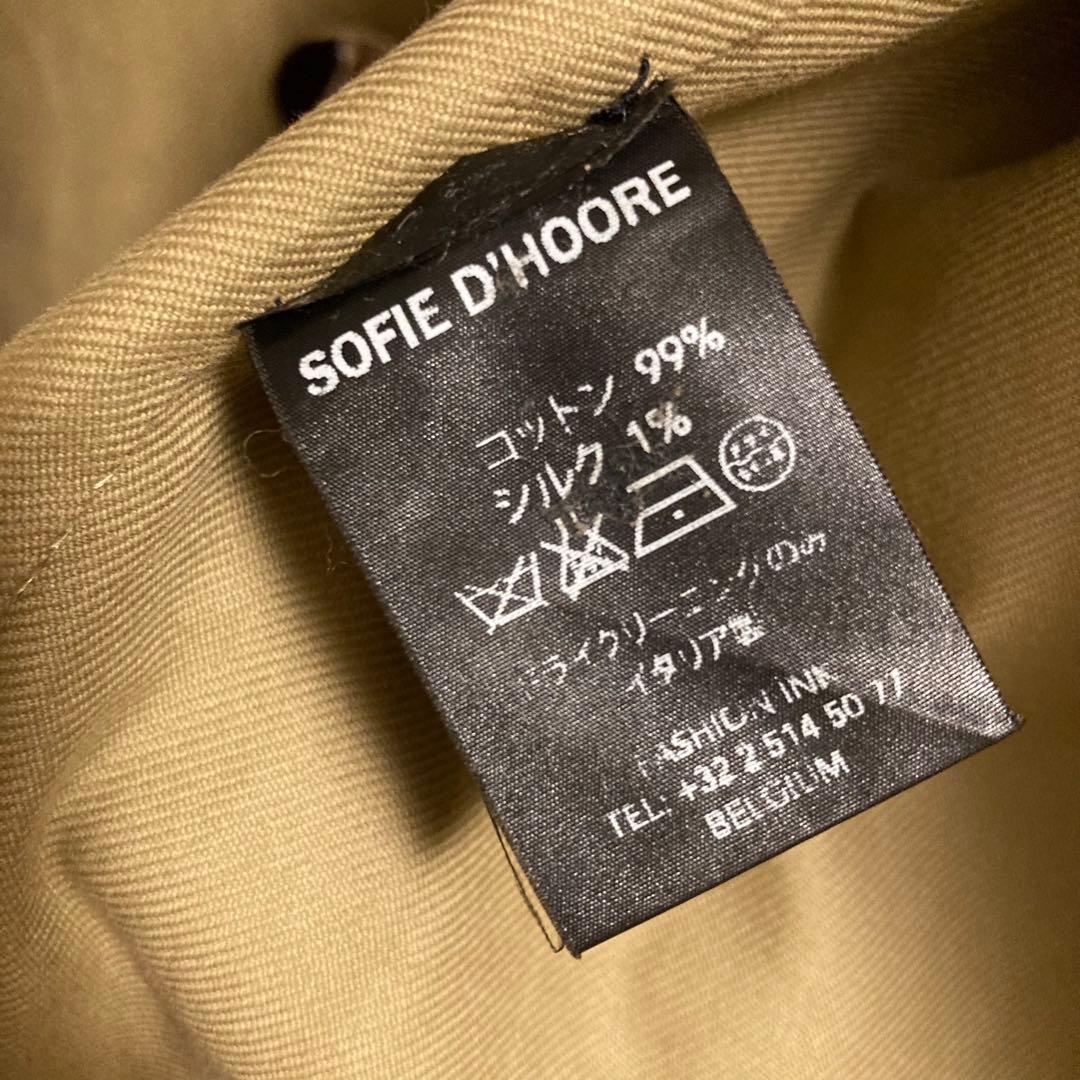 SOFIE D'HOORE
コットン 99%
シルク 1%
ドライクリーニングのみ
イタリア製
FASHION INK
TEL: +32 2 514 50 77
BELGIUM